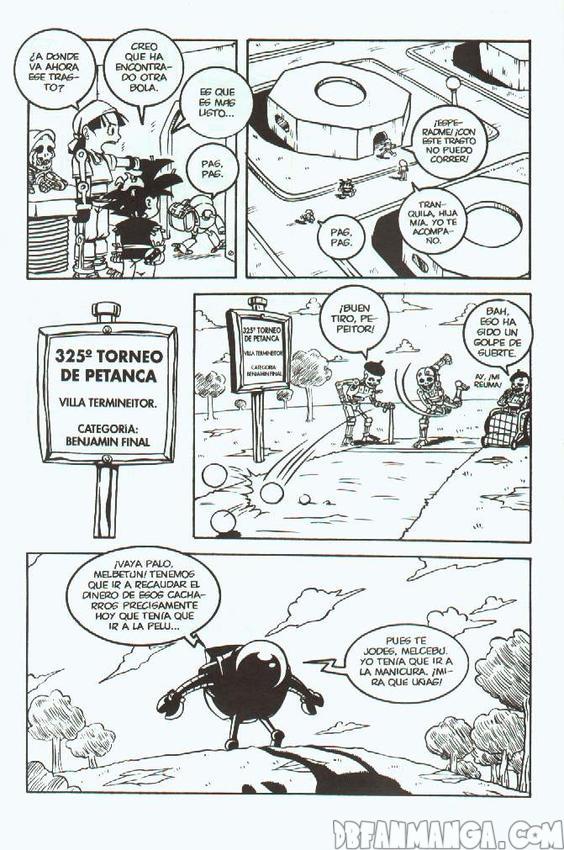 ¿A DÓNDE
VA AHORA
ESE TRAS-
TO?
CREO
QUE HA
ENCONTRA-
DO OTRA
BOLA.
ES QUE
ES MÁS
LISTO...
PAG,
PAG.
¡ESPE-
RADME! ¡CON
ESTE TRASTO
NO PUEDO
CORRER!
TRAN-
QUILA, HIJA
MÍA. YO TE
ACOMPA-
ÑO.
PAG,
PAG.
325º TORNEO
DE PETANCA
VILLA TERMINEITOR.
CATEGORÍA:
BENJAMIN FINAL
325º TORNEO
DE PETANCA
VILLA TERMINEITOR
CATEGORÍA:
BENJAMIN FINAL
¡BUEN
TIRO, PE-
PEITOR!
BAH,
ESO HA
SIDO UN
GOLPE DE
SUERTE.
AY, ¡MI
REUMA!
¡VAYA PALO,
MELBETUN! TENEMOS
QUE IR A RECAUDAR EL
DINERO DE ESOS CACHA-
RROS PRECISAMENTE
HOY QUE TENÍA QUE
IR A LA PELU...
PUES TE
JODES, MELCEBU.
YO TENÍA QUE IR A
LA MANICURA. ¡MI-
RA QUE UÑAS!
DBFANMANGA.COM